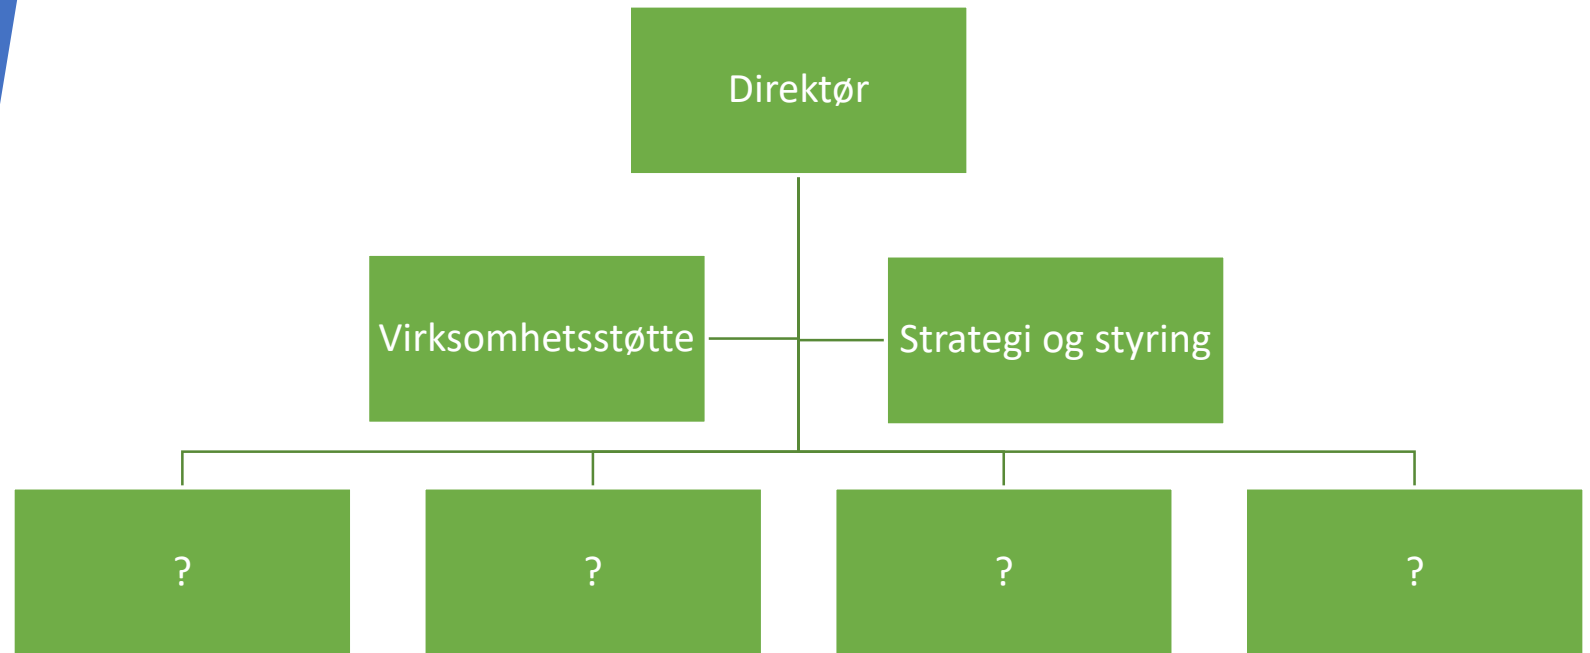 Direktør
Virksomhetsstøtte
Strategi og styring
?
?
?
?